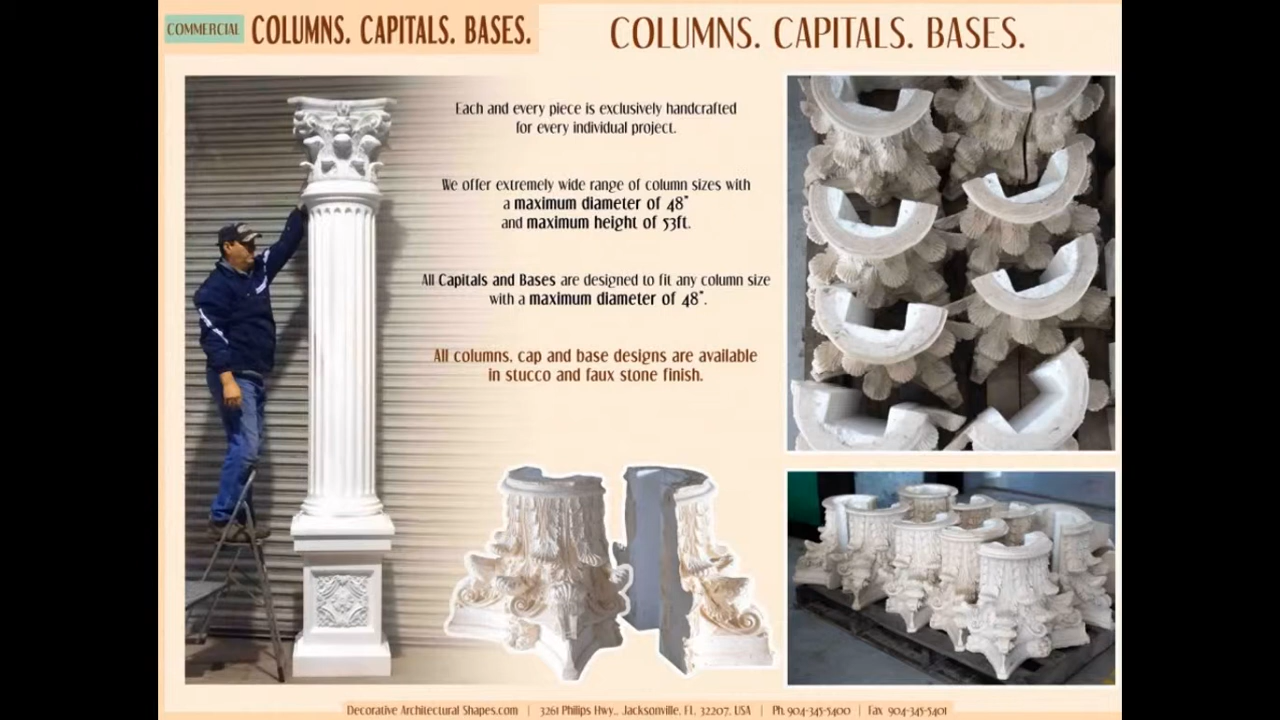 COMMERCIAL COLUMNS. CAPITALS. BASES.
COLUMNS. CAPITALS. BASES.
Each and every piece is exclusively handcrafted
for every individual project.
We offer extremely wide range of column sizes with
a maximum diameter of 48"
and maximum height of 53ft.
All Capitals and Bases are designed to fit any column size
with a maximum diameter of 48".
All columns, cap and base designs are available
in stucco and faux stone finish.
Decorative Architectural Shapes.com | 3261 Philips Hwy., Jacksonville, FL, 32207, USA | Ph. 904-345-5400 | Fax 904-345-5401